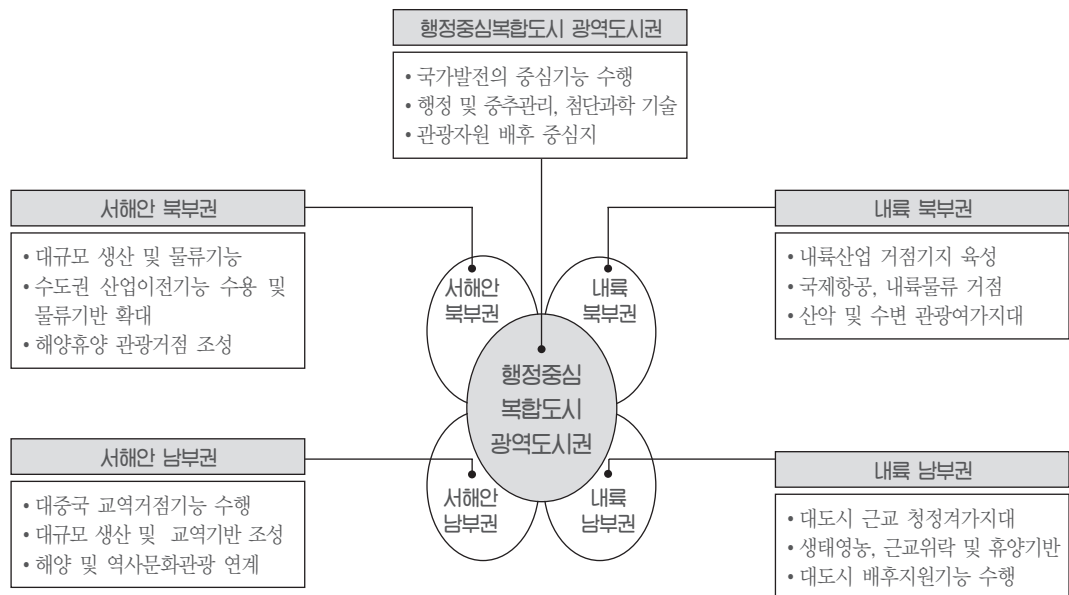 행정중심복합도시 광역도시권
• 국가발전의 중심기능 수행
• 행정 및 중추관리, 첨단과학 기술
• 관광자원 배후 중심지
서해안 북부권
• 대규모 생산 및 물류기능
• 수도권 산업이전기능 수용 및
물류기반 확대
• 해양휴양 관광거점 조성
내륙 북부권
• 내륙산업 거점기지 육성
• 국제항공, 내륙물류 거점
• 산악 및 수변 관광여가지대
서해안
북부권
내륙
북부권
행정중심
복합도시
광역도시권
서해안
남부권
내륙
남부권
서해안 남부권
• 대중국 교역거점기능 수행
• 대규모 생산 및 교역기반 조성
• 해양 및 역사문화관광 연계
내륙 남부권
• 대도시 근교 청정거가지대
• 생태영농, 근교위락 및 휴양기반
• 대도시 배후지원기능 수행